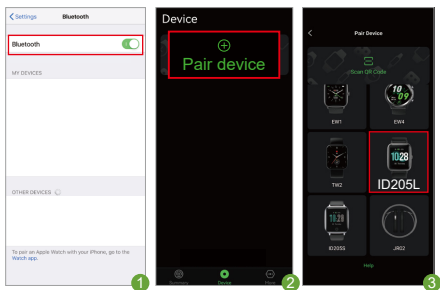 Settings
Bluetooth
Bluetooth
MY DEVICES
OTHER DEVICES
To pair an Apple Watch with your iPhone, go to the
Watch app.
1
Device
Pair device
Summary
Device
More
2
Pair Device
Scan QR Code
10
09
EW1
EW4
10:28
TW2
ID205L
10:28
ID205S
JR02
Help
3